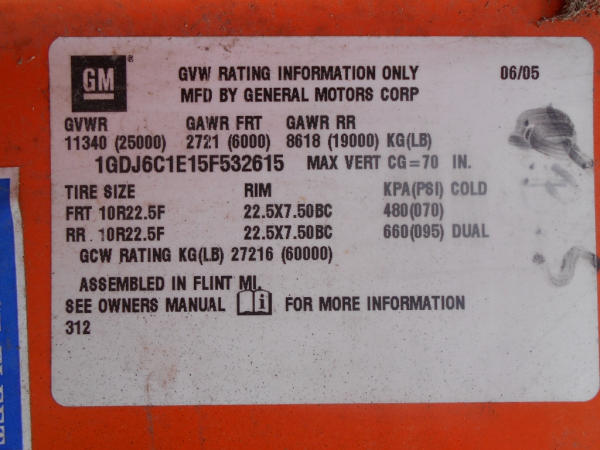 GM ® GVW RATING INFORMATION ONLY 06/05
MFD BY GENERAL MOTORS CORP
GVWR GAWR FRT GAWR RR
11340 (25000) 2721 (6000) 8618 (19000) KG(LB)
1GDJ6C1E15F532615 MAX VERT CG=70 IN.
TIRE SIZE RIM KPA(PSI) COLD
FRT 10R22.5F 22.5X7.50BC 480(070)
RR 10R22.5F 22.5X7.50BC 660(095) DUAL
GCW RATING KG(LB) 27216 (60000)
ASSEMBLED IN FLINT MI.
SEE OWNERS MANUAL i FOR MORE INFORMATION
312